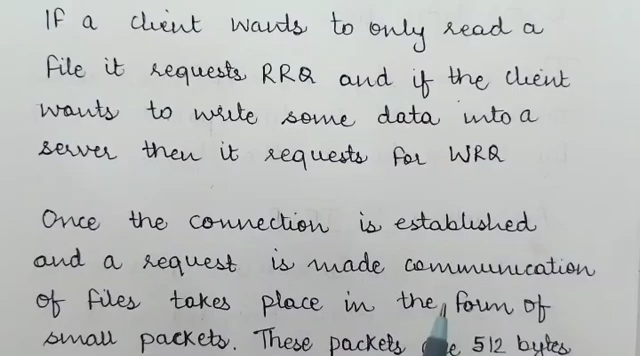 If a client wants to only read a
file it requests RRQ and if the client
wants to write some data into a
server then it requests for WRQ
Once the connection is established
and a request is made communication
of files takes place in the form of
small packets. These packets 512 bytes